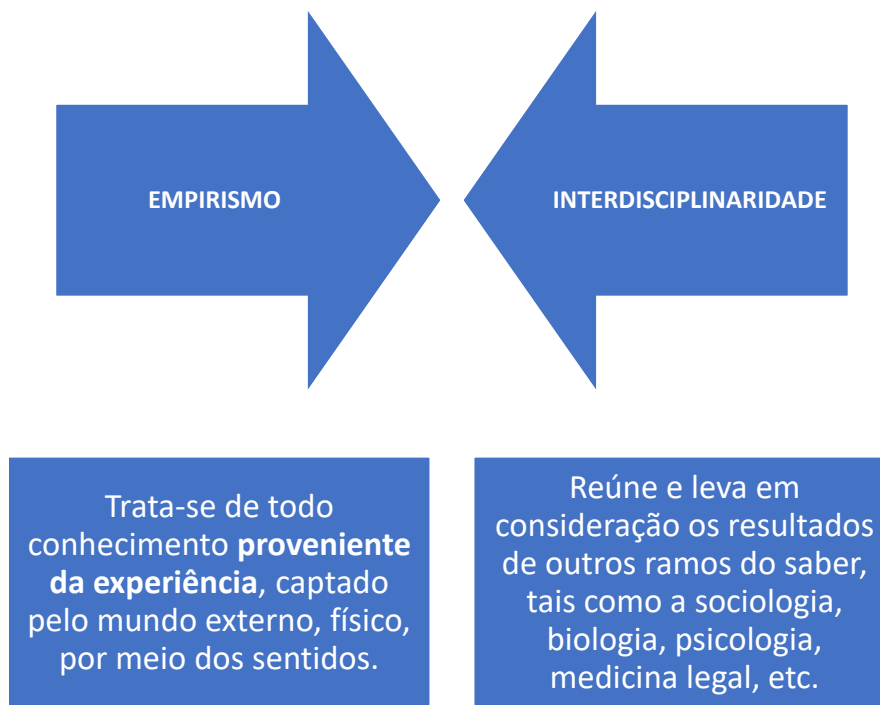 EMPIRISMO
INTERDISCIPLINARIDADE
Trata-se de todo
conhecimento proveniente
da experiência, captado
pelo mundo externo, físico,
por meio dos sentidos.
Reúne e leva em
consideração os resultados
de outros ramos do saber,
tais como a sociologia,
biologia, psicologia,
medicina legal, etc.